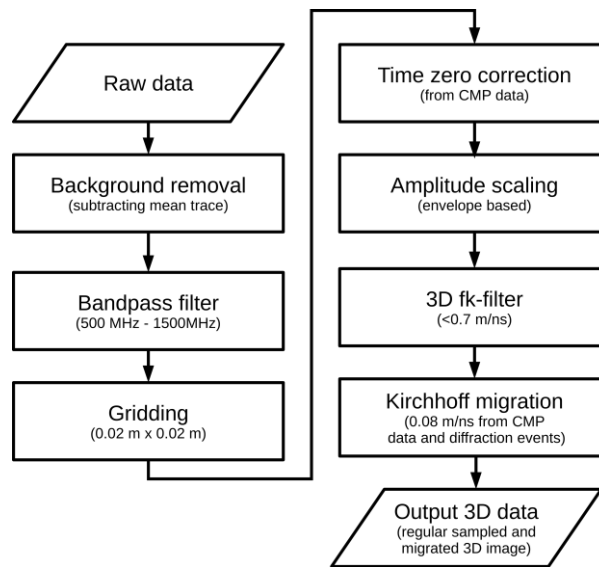 Raw data
Background removal
(subtracting mean trace)
Bandpass filter
(500 MHz - 1500MHz)
Gridding
(0.02 m x 0.02 m)
Time zero correction
(from CMP data)
Amplitude scaling
(envelope based)
3D fk-filter
(<0.7 m/ns)
Kirchhoff migration
(0.08 m/ns from CMP
data and diffraction events)
Output 3D data
(regular sampled and
migrated 3D image)